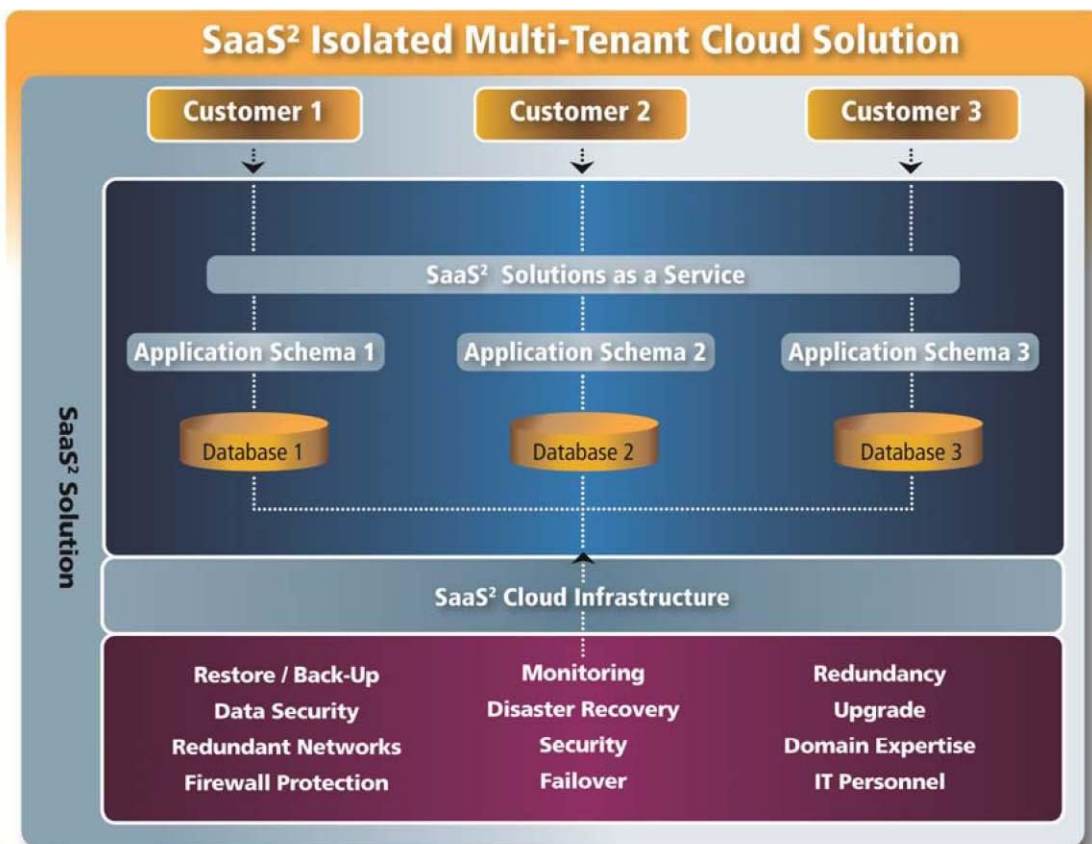 SaaS² Isolated Multi-Tenant Cloud Solution
Customer 1
Customer 2
Customer 3
SaaS² Solutions as a Service
Application Schema 1
Application Schema 2
Application Schema 3
Database 1
Database 2
Database 3
SaaS² Solution
SaaS² Cloud Infrastructure
Restore / Back-Up
Data Security
Redundant Networks
Firewall Protection
Monitoring
Disaster Recovery
Security
Failover
Redundancy
Upgrade
Domain Expertise
IT Personnel